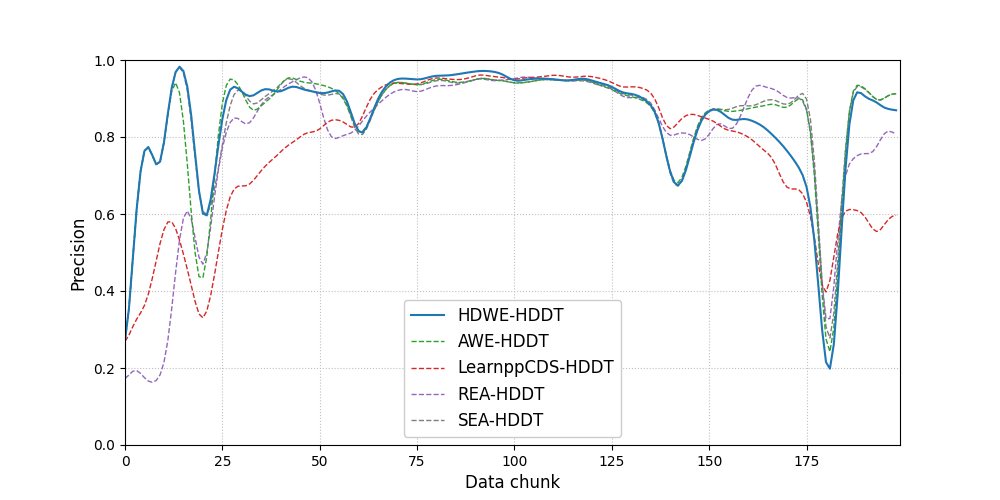 1.0
0.8
0.6
0.4
0.2
0.0
Precision
0
25
50
75
100
125
150
175
Data chunk
HDWE-HDDT
AWE-HDDT
LearnppCDS-HDDT
REA-HDDT
SEA-HDDT